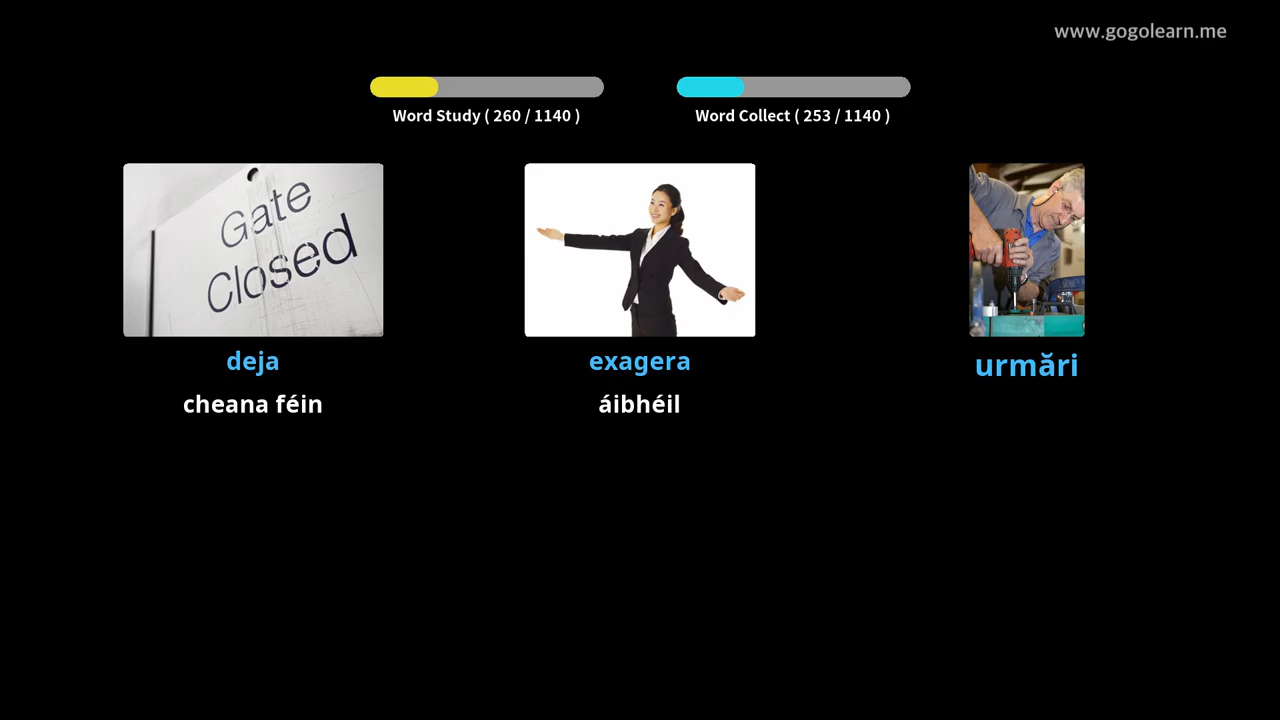 www.gogolearn.me
Word Study ( 260 / 1140 )
Word Collect ( 253 / 1140 )
Gate
Closed
deja
cheana féin
exagera
áibhéil
urmări